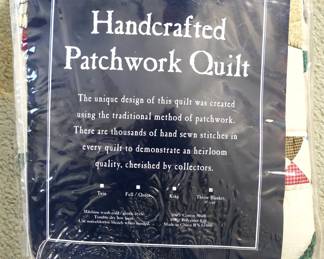 Handcrafted
Patchwork Quilt
The unique design of this quilt was created
using the traditional method of patchwork.
There are thousands of hand sewn stitches in
every quilt to demonstrate an heirloom
quality, cherished by collectors.
Twin Full / Queen King Throw Blanket